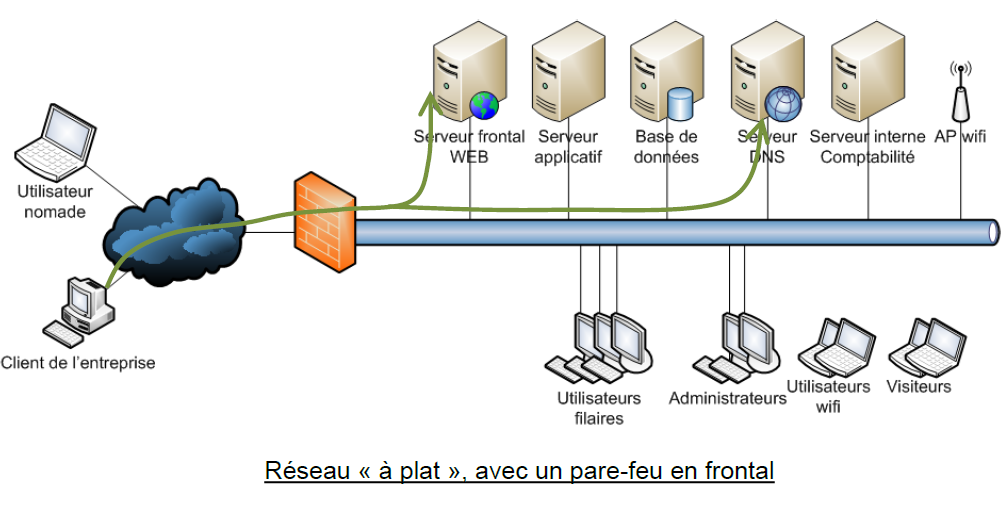 Serveur frontal
WEB
Serveur
applicatif
Base de
données
Serveur
DNS
Serveur interne
Comptabilité
AP wifi
Utilisateur
nomade
Client de l'entreprise
Utilisateurs
filaires
Administrateurs
Utilisateurs
wifi
Visiteurs
Réseau « à plat », avec un pare-feu en frontal